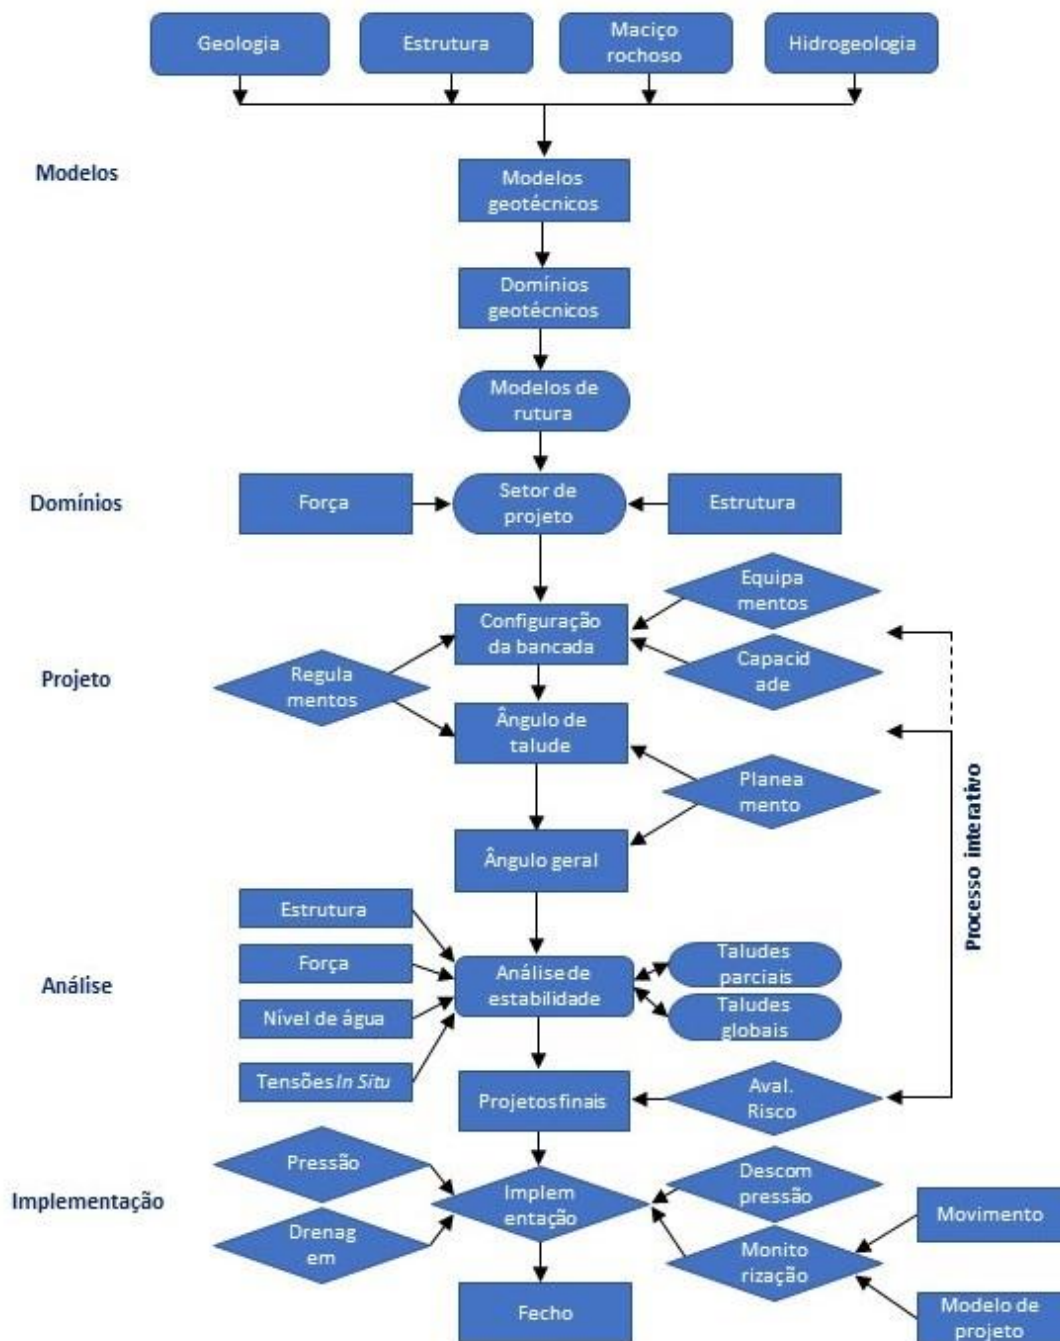 Geologia
Estrutura
Maciço
rochoso
Hidrogeologia
Modelos
Modelos
geotécnicos
Domínios
geotécnicos
Modelos de
rutura
Domínios
Força
Setor de
projeto
Estrutura
Equipa
mentos
Configuração
da bancada
Projeto
Regula
mentos
Capacid
ade
Ângulo de
talude
Planea
mento
Processo interativo
Ângulo geral
Estrutura
Força
Análise
Nível de água
Tensões In Situ
Análise de
estabilidade
Taludes
parciais
Taludes
globais
Projetos finais
Aval.
Risco
Implementação
Pressão
Drenag
em
Implem
entação
Descom
pressão
Monito
rização
Movimento
Modelo de
projeto
Fecho